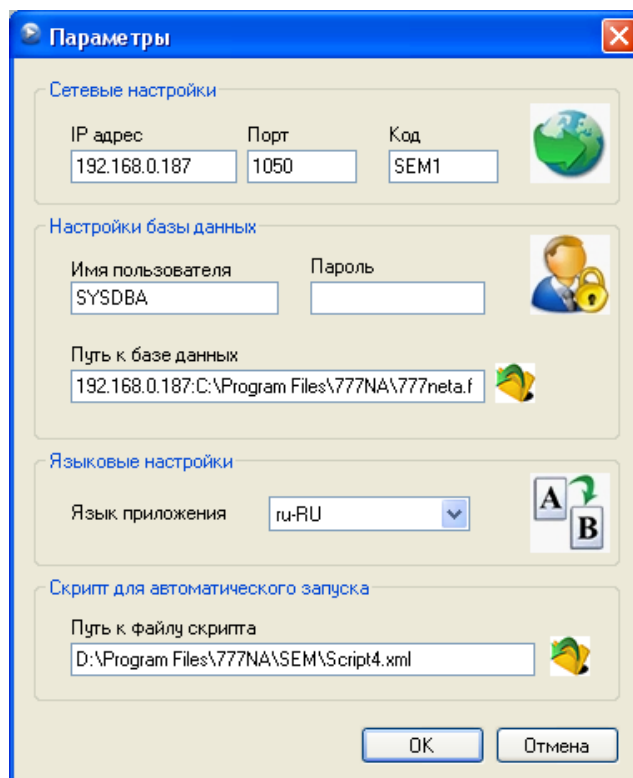 Параметры
Сетевые настройки
IP адрес Порт Код
192.168.0.187 1050 SEM1
Настройки базы данных
Имя пользователя Пароль
SYSDBA
Путь к базе данных
192.168.0.187:C:\Program Files\777NA\777neta.f
Языковые настройки
Язык приложения ru-RU
A
B
Скрипт для автоматического запуска
Путь к файлу скрипта
D:\Program Files\777NA\SEM\Script4.xml
OK Отмена